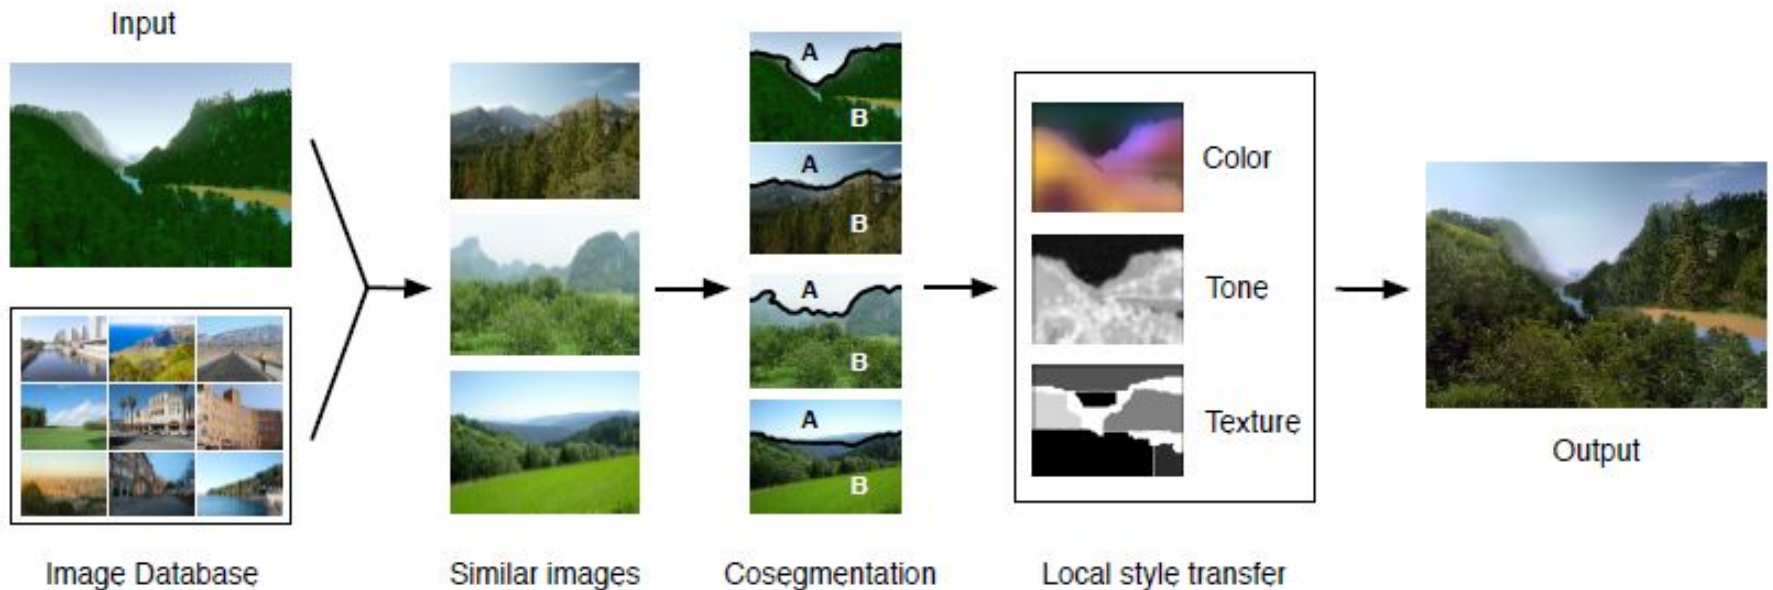 Input
Image Database
Similar images
A
B
A
B
A
B
A
B
Cosegmentation
Color
Tone
Texture
Local style transfer
Output